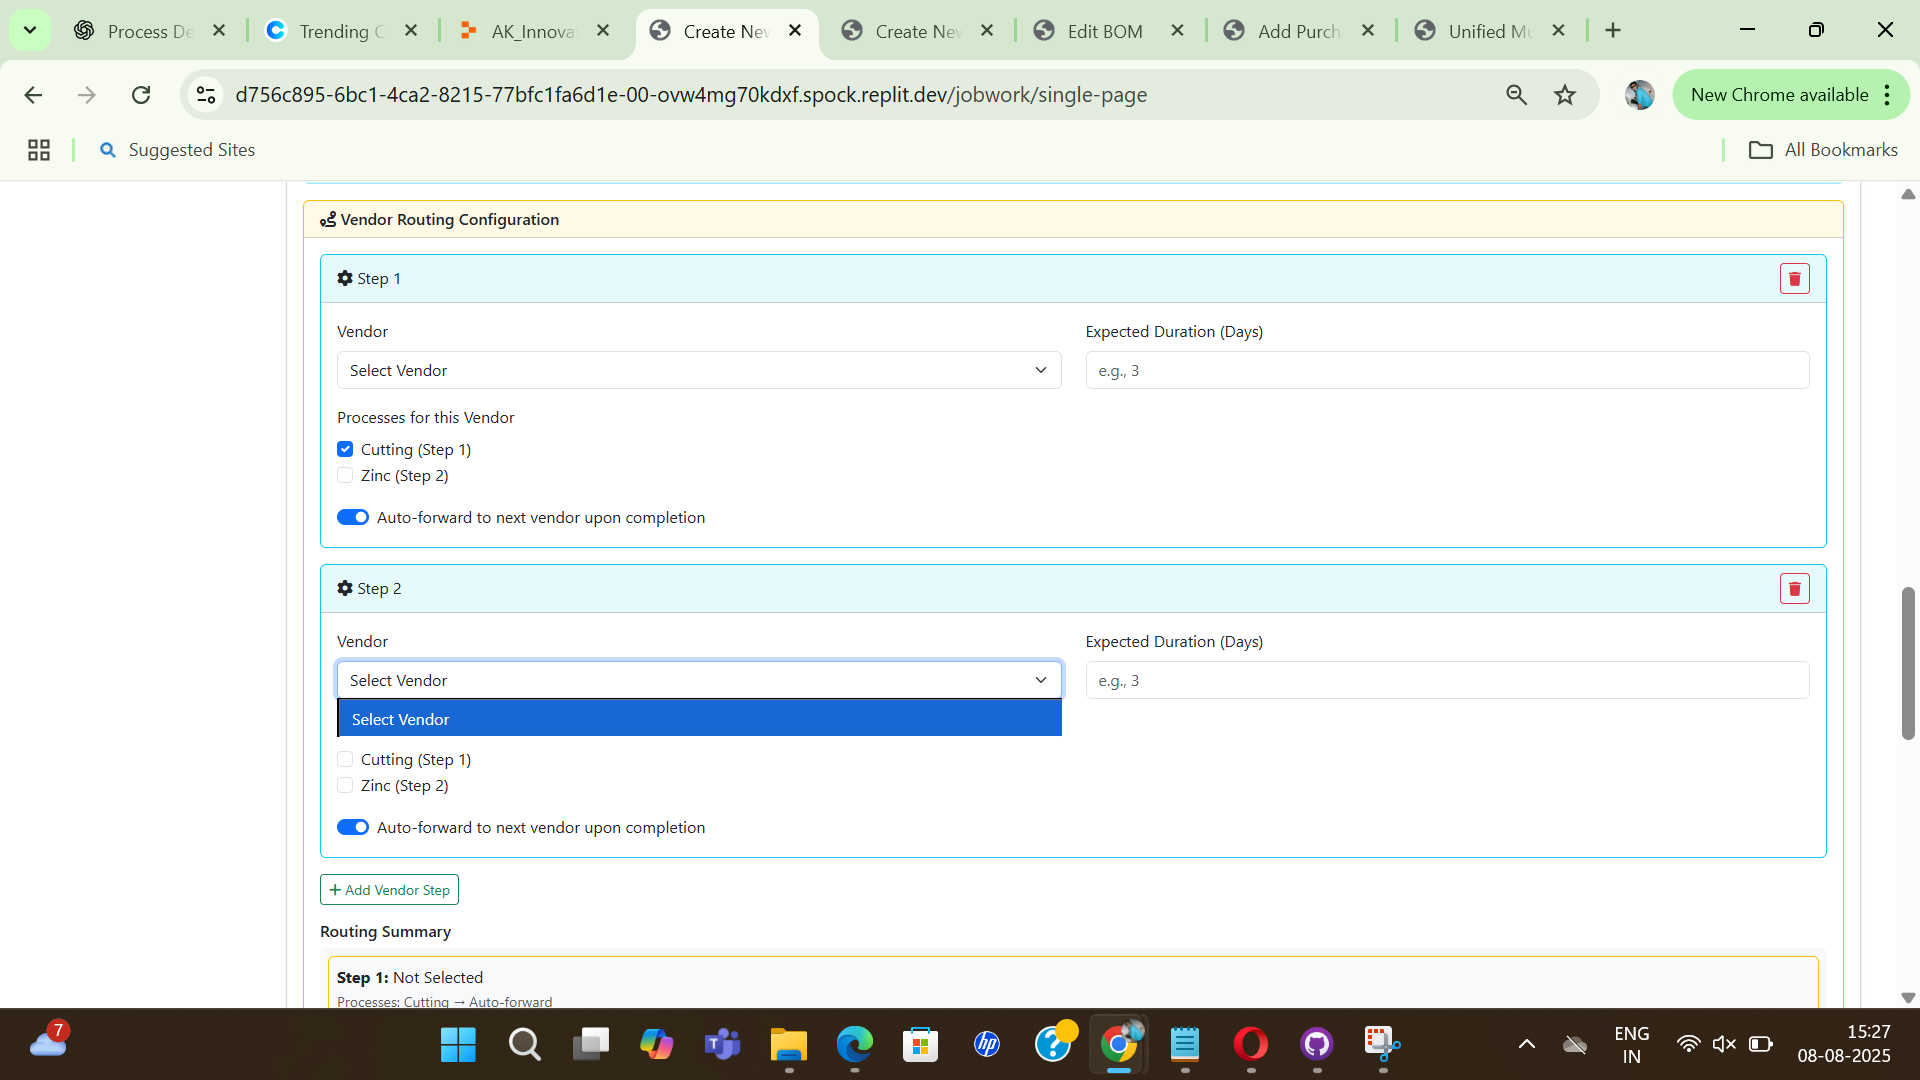 Process De
Trending C
AK_Innova
Create Nev
Create Nev
Edit BOM
Add Purch
Unified Mu
d756c895-6bc1-4ca2-8215-77bfc1fa6d1e-00-ovw4mg70kdxf.spock.replit.dev/jobwork/single-page
New Chrome available
Suggested Sites
All Bookmarks
Vendor Routing Configuration
Step 1
Vendor
Expected Duration (Days)
Select Vendor
e.g., 3
Processes for this Vendor
Cutting (Step 1)
Zinc (Step 2)
Auto-forward to next vendor upon completion
Step 2
Vendor
Expected Duration (Days)
Select Vendor
e.g., 3
Select Vendor
Cutting (Step 1)
Zinc (Step 2)
Auto-forward to next vendor upon completion
+ Add Vendor Step
Routing Summary
Step 1: Not Selected
Processes: Cutting → Auto-forward
7
hp
ENG
IN
15:27
08-08-2025